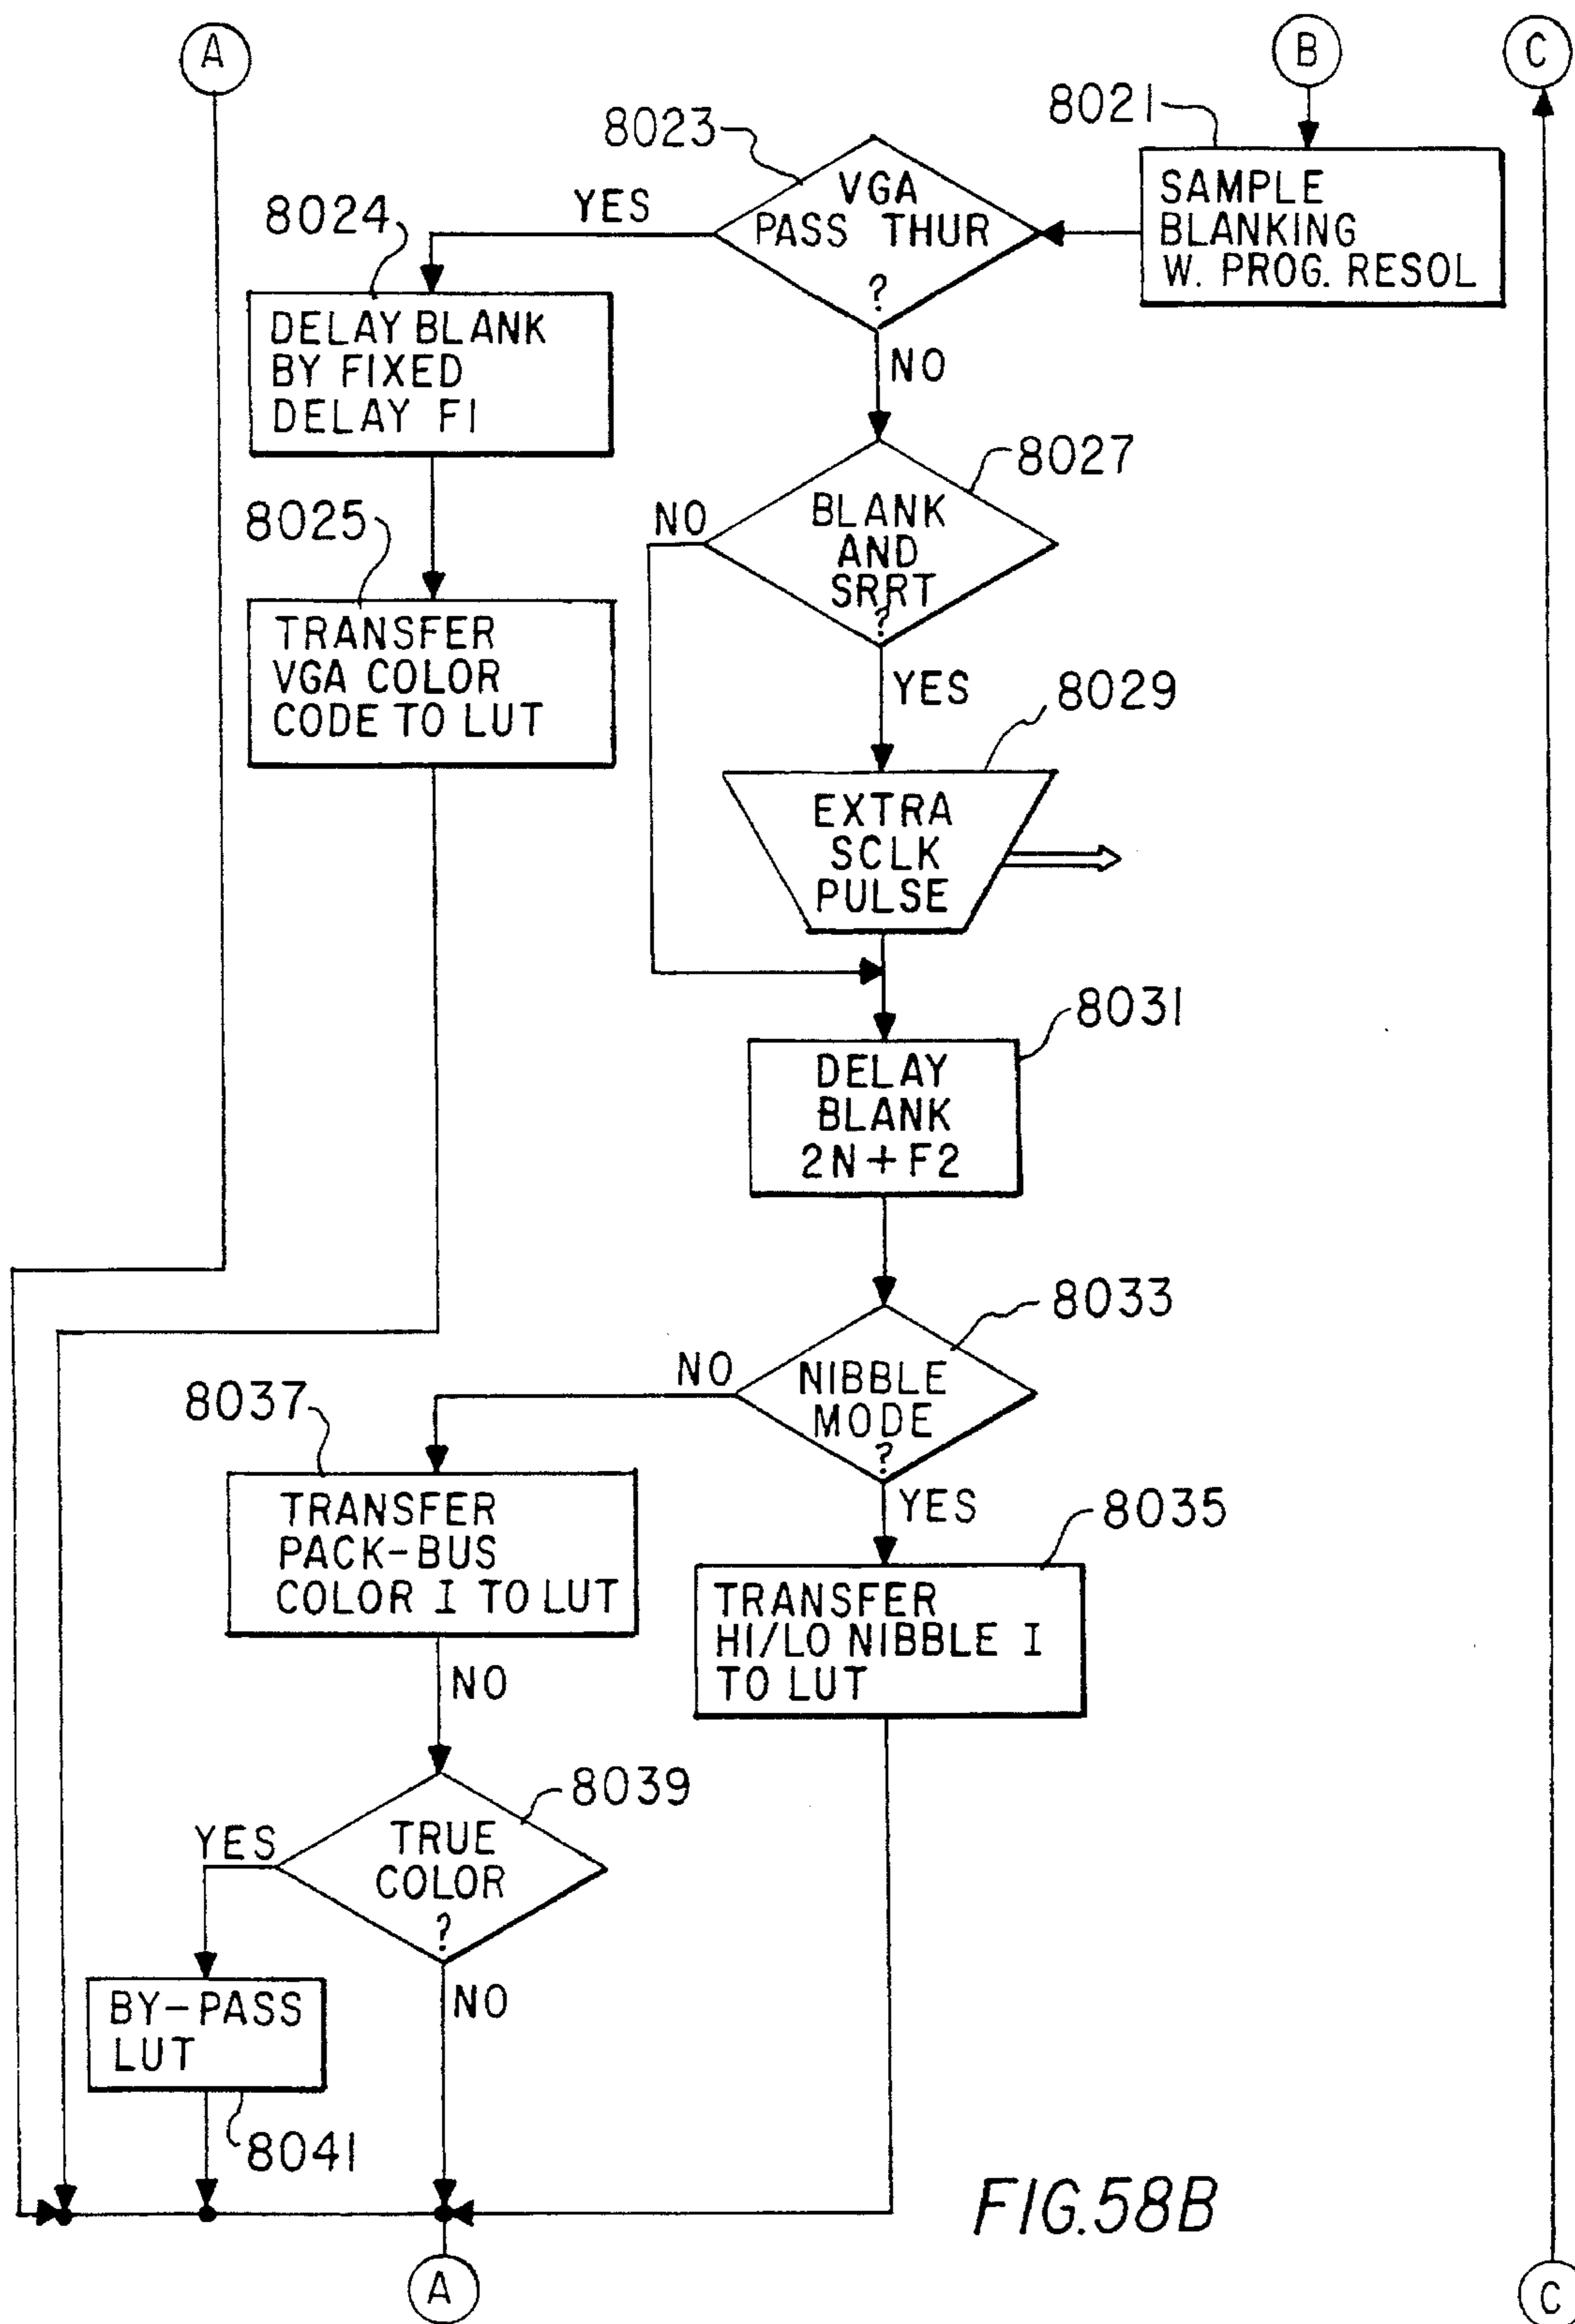 A
B
C
8021
SAMPLE
BLANKING
W. PROG. RESOL
8023
VGA
PASS THUR
?
YES
NO
8024
DELAY BLANK
BY FIXED
DELAY F1
8025
TRANSFER
VGA COLOR
CODE TO LUT
8027
BLANK
AND
SRRT
?
NO
YES
8029
EXTRA
SCLK
PULSE
8031
DELAY
BLANK
2N+F2
8033
NIBBLE
MODE
?
NO
YES
8037
TRANSFER
PACK-BUS
COLOR I TO LUT
NO
8035
TRANSFER
HI/LO NIBBLE I
TO LUT
8039
TRUE
COLOR
?
YES
NO
BY-PASS
LUT
8041
FIG.58B
A
C